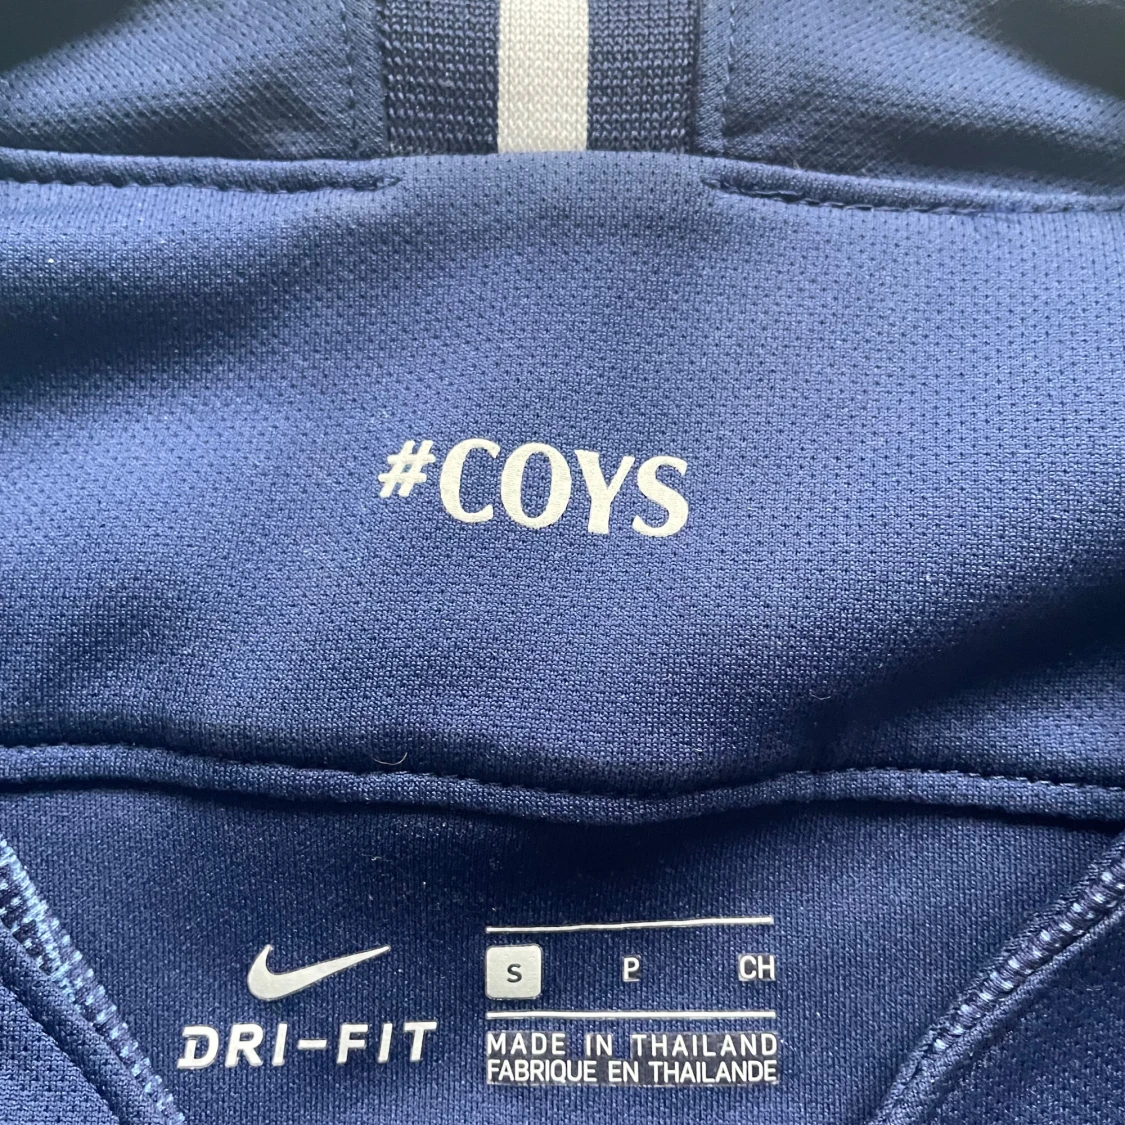 #COYS
S P CH
DRI-FIT
MADE IN THAILAND
FABRIQUE EN THAILANDE